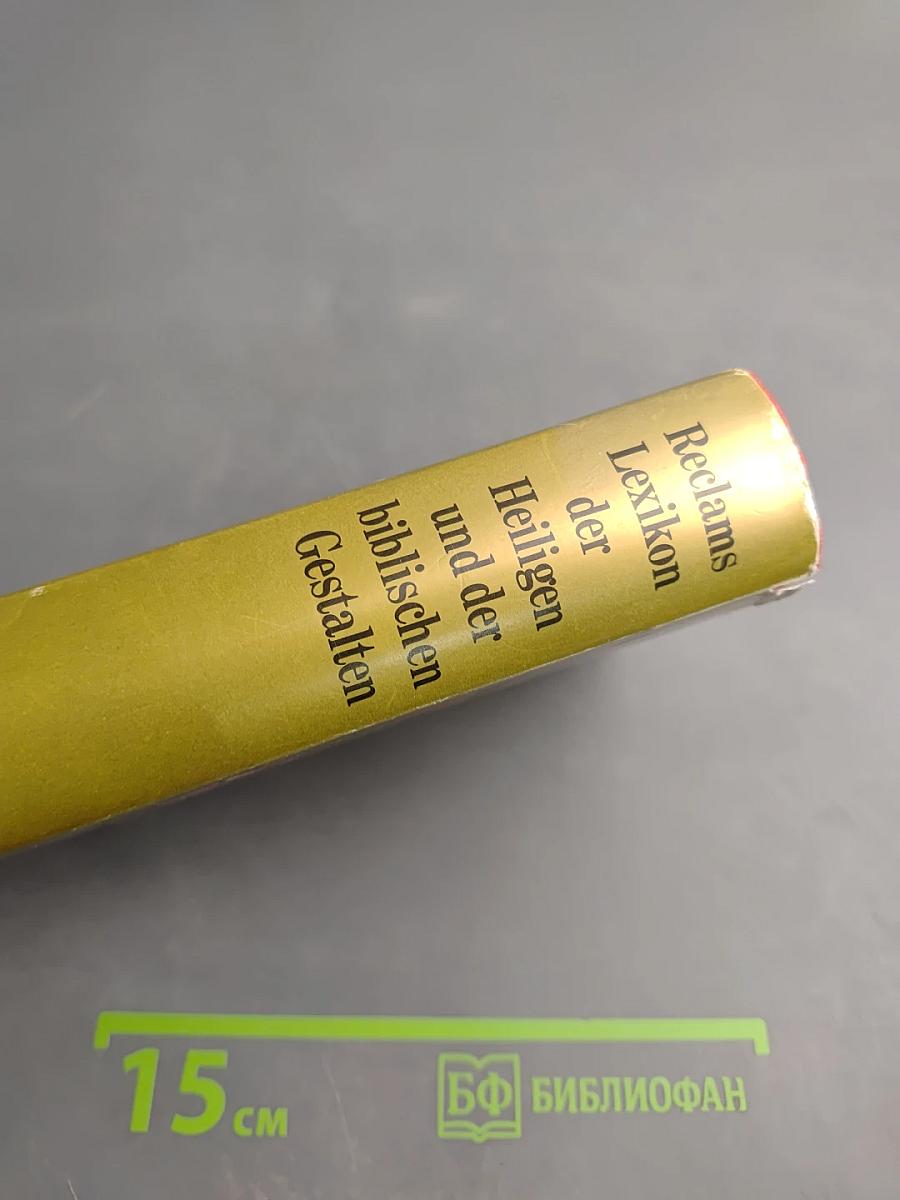 Reclams
Lexikon
der
Heiligen
und der
biblischen
Gestalten
15 см
БФ БИБЛИОФАН